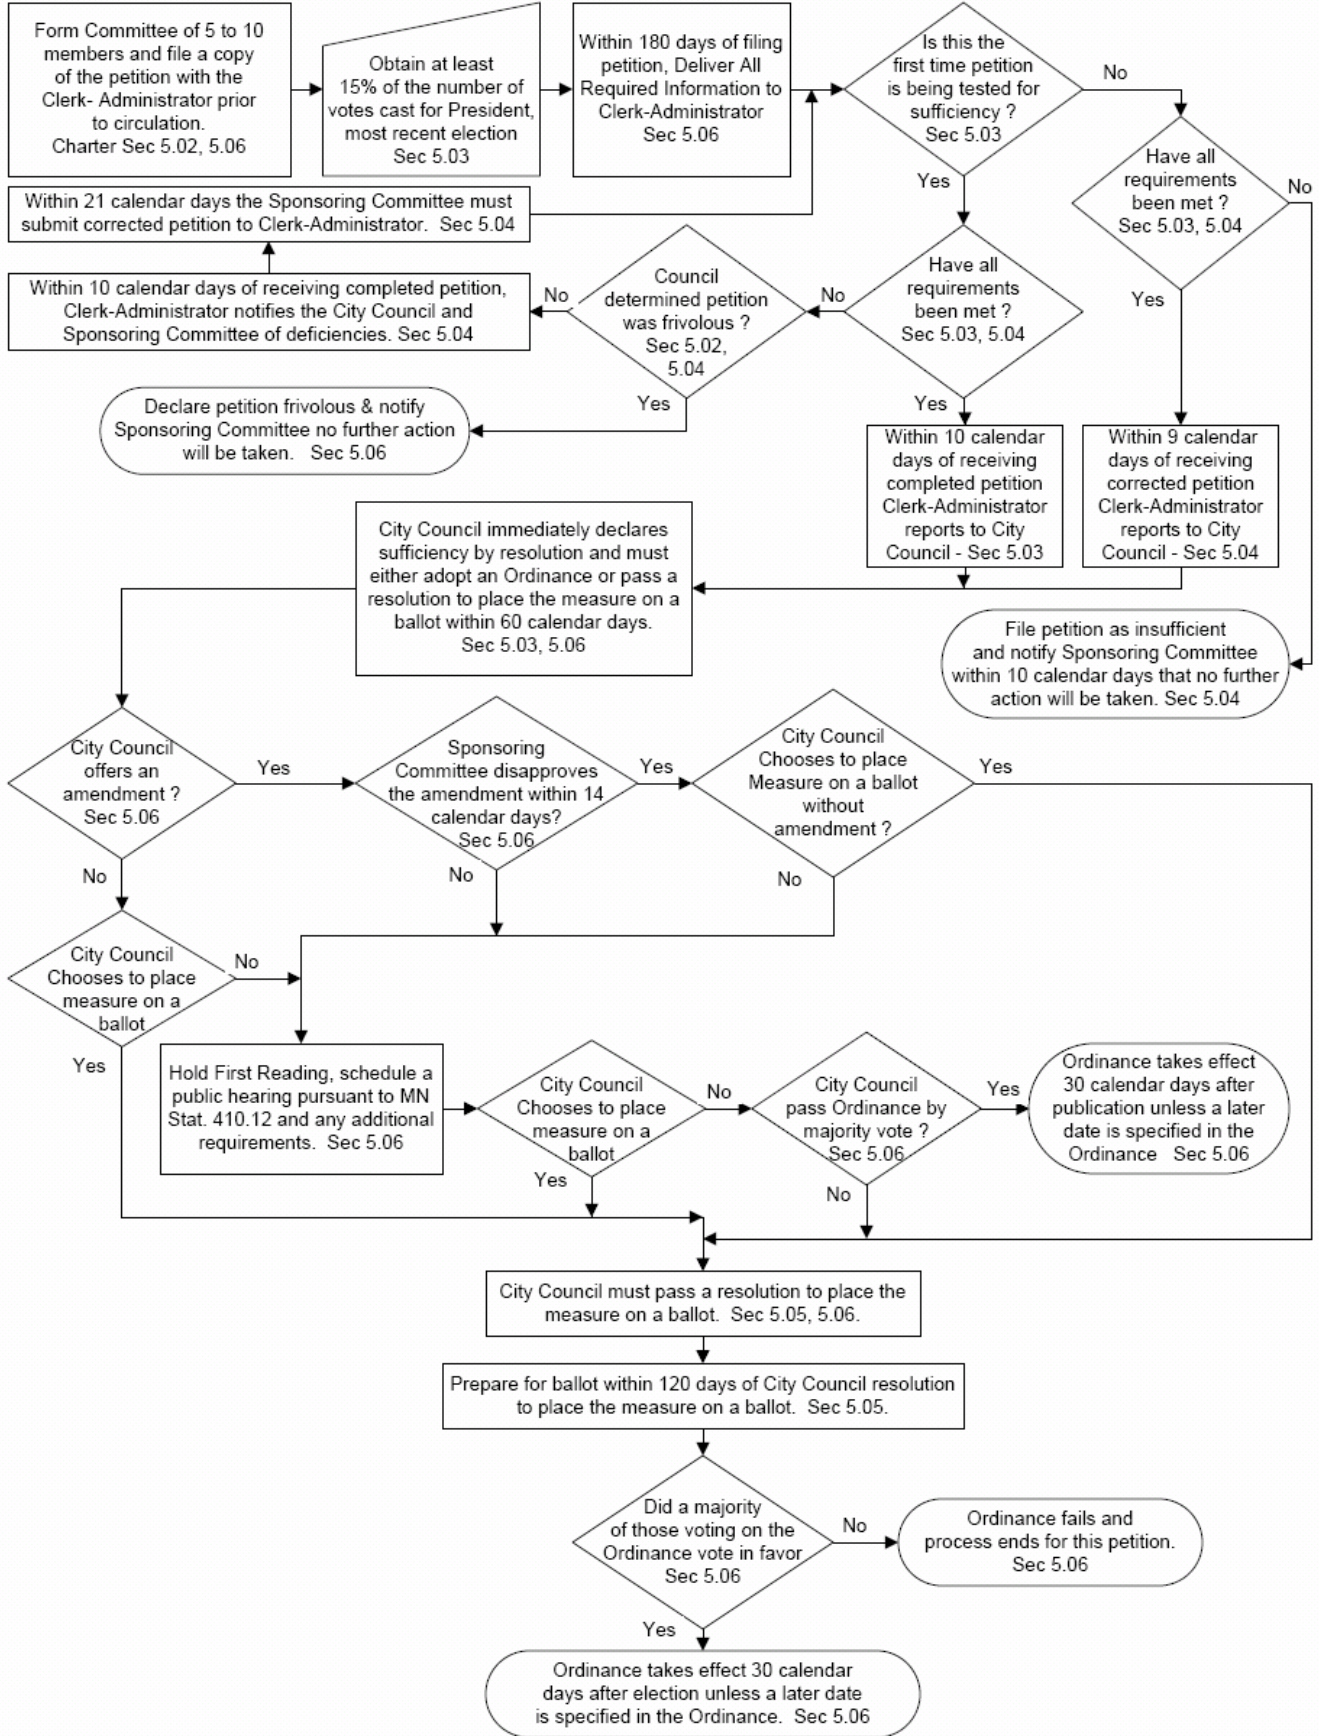 Form Committee of 5 to 10
members and file a copy
of the petition with the
Clerk- Administrator prior
to circulation.
Charter Sec 5.02, 5.06
Obtain at least
15% of the number of
votes cast for President,
most recent election
Sec 5.03
Within 180 days of filing
petition, Deliver All
Required Information to
Clerk-Administrator
Sec 5.06
Is this the
first time petition
is being tested for
sufficiency ?
Sec 5.03
No
Yes
Have all
requirements
been met ?
Sec 5.03, 5.04
No
Yes
Within 21 calendar days the Sponsoring Committee must
submit corrected petition to Clerk-Administrator. Sec 5.04
Within 10 calendar days of receiving completed petition,
Clerk-Administrator notifies the City Council and
Sponsoring Committee of deficiencies. Sec 5.04
No
Council
determined petition
was frivolous ?
Sec 5.02,
5.04
No
Yes
Have all
requirements
been met ?
Sec 5.03, 5.04
Yes
Declare petition frivolous & notify
Sponsoring Committee no further action
will be taken. Sec 5.06
Within 10 calendar
days of receiving
completed petition
Clerk-Administrator
reports to City
Council - Sec 5.03
Within 9 calendar
days of receiving
corrected petition
Clerk-Administrator
reports to City
Council - Sec 5.04
City Council immediately declares
sufficiency by resolution and must
either adopt an Ordinance or pass a
resolution to place the measure on a
ballot within 60 calendar days.
Sec 5.03, 5.06
File petition as insufficient
and notify Sponsoring Committee
within 10 calendar days that no further
action will be taken. Sec 5.04
City Council
offers an
amendment ?
Sec 5.06
Yes
No
Sponsoring
Committee disapproves
the amendment within 14
calendar days?
Sec 5.06
Yes
No
City Council
Chooses to place
Measure on a ballot
without
amendment ?
Yes
No
City Council
Chooses to place
measure on a
ballot
No
Yes
Hold First Reading, schedule a
public hearing pursuant to MN
Stat. 410.12 and any additional
requirements. Sec 5.06
City Council
Chooses to place
measure on a
ballot
No
Yes
City Council
pass Ordinance by
majority vote ?
Sec 5.06
Yes
No
Ordinance takes effect
30 calendar days after
publication unless a later
date is specified in the
Ordinance Sec 5.06
City Council must pass a resolution to place the
measure on a ballot. Sec 5.05, 5.06.
Prepare for ballot within 120 days of City Council resolution
to place the measure on a ballot. Sec 5.05.
Did a majority
of those voting on the
Ordinance vote in favor
Sec 5.06
No
Yes
Ordinance fails and
process ends for this petition.
Sec 5.06
Ordinance takes effect 30 calendar
days after election unless a later date
is specified in the Ordinance. Sec 5.06